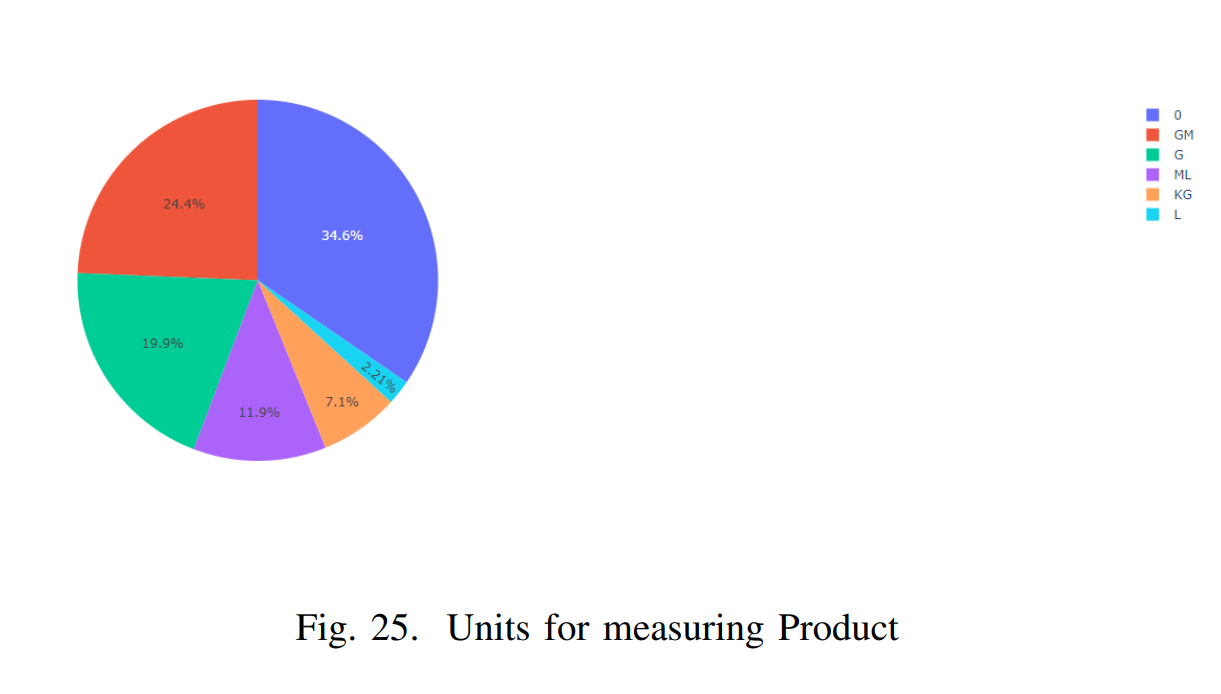 0
GM
G
ML
KG
L
24.4%
34.6%
19.9%
2.21%
7.1%
11.9%
Fig. 25. Units for measuring Product